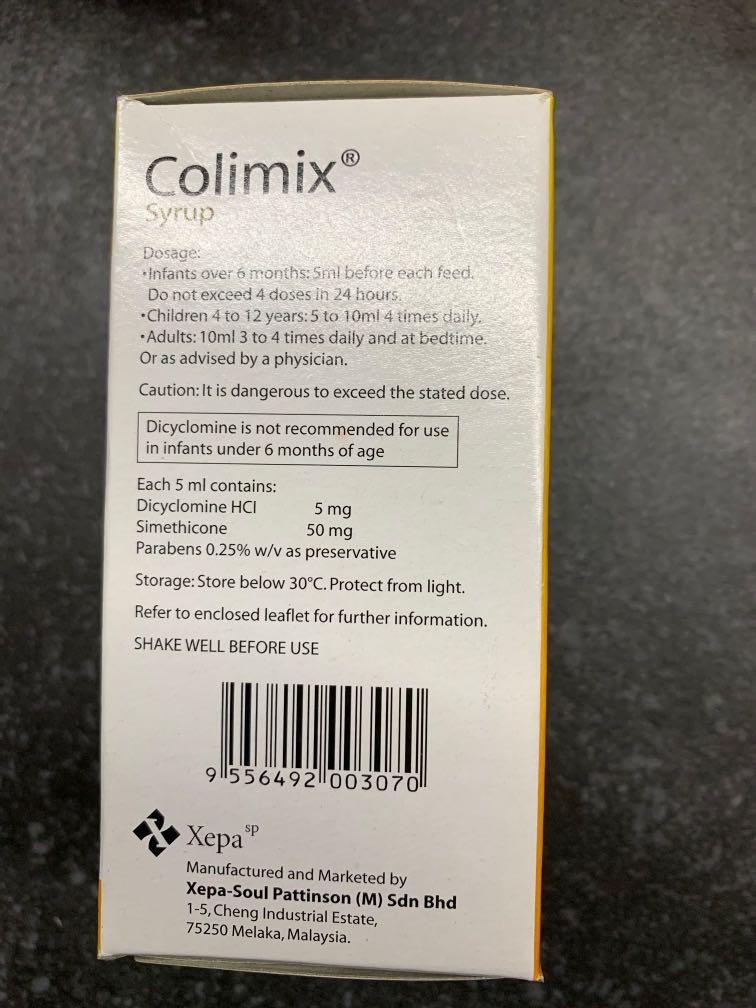 Colimix®
Syrup
Dosage:
•Infants over 6 months: 5ml before each feed.
Do not exceed 4 doses in 24 hours.
•Children 4 to 12 years: 5 to 10ml 4 times daily.
•Adults: 10ml 3 to 4 times daily and at bedtime.
Or as advised by a physician.
Caution: It is dangerous to exceed the stated dose.
Dicyclomine is not recommended for use
in infants under 6 months of age
Each 5 ml contains:
Dicyclomine HCl 5 mg
Simethicone 50 mg
Parabens 0.25% w/v as preservative
Storage: Store below 30°C. Protect from light.
Refer to enclosed leaflet for further information.
SHAKE WELL BEFORE USE
9 556492 003070
Xepa sp
Manufactured and Marketed by
Xepa-Soul Pattinson (M) Sdn Bhd
1-5, Cheng Industrial Estate,
75250 Melaka, Malaysia.